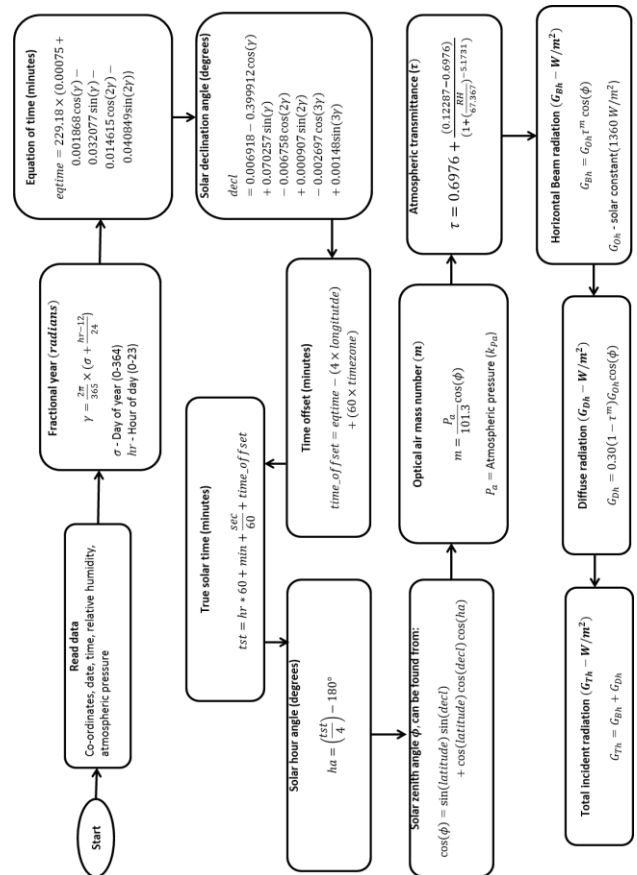 Start
Read data
Co-ordinates, date, time, relative humidity,
atmospheric pressure
Fractional year (radians)
γ = 2π/365 × (σ + hr−12/24)
σ - Day of year (0-364)
hr - Hour of day (0-23)
Equation of time (minutes)
eqtime = 229.18 × (0.00075 +
0.001868 cos(γ) −
0.032077 sin(γ) −
0.014615 cos(2γ) −
0.040849sin(2γ))
Solar declination angle (degrees)
decl
= 0.006918 − 0.399912 cos(γ)
+ 0.070257 sin(γ)
− 0.006758 cos(2γ)
+ 0.000907 sin(2γ)
− 0.002697 cos(3γ)
+ 0.00148sin(3γ)
Time offset (minutes)
time_offset = eqtime − (4 × longitutde)
+ (60 × timezone)
True solar time (minutes)
tst = hr * 60 + min + sec/60 + time_offset
Solar hour angle (degrees)
ha = (tst/4) − 180°
Solar zenith angle ϕ, can be found from:
cos(ϕ) = sin(latitude) sin(decl)
+ cos(latitude) cos(decl) cos(ha)
Optical air mass number (m)
m = Pa/101.3 cos(ϕ)
Pa = Atmospheric pressure (kPa)
Atmospheric transmittance (τ)
τ = 0.6976 + (0.12287−0.6976)/(1+(RH/67.367)^−5.1731)
Horizontal Beam radiation (GBh − W/m²)
GBh = GOh τ^m cos(ϕ)
GOh - solar constant(1360 W/m²)
Diffuse radiation (GDh − W/m²)
GDh = 0.30(1 − τ^m)GOh cos(ϕ)
Total incident radiation (GTh − W/m²)
GTh = GBh + GDh